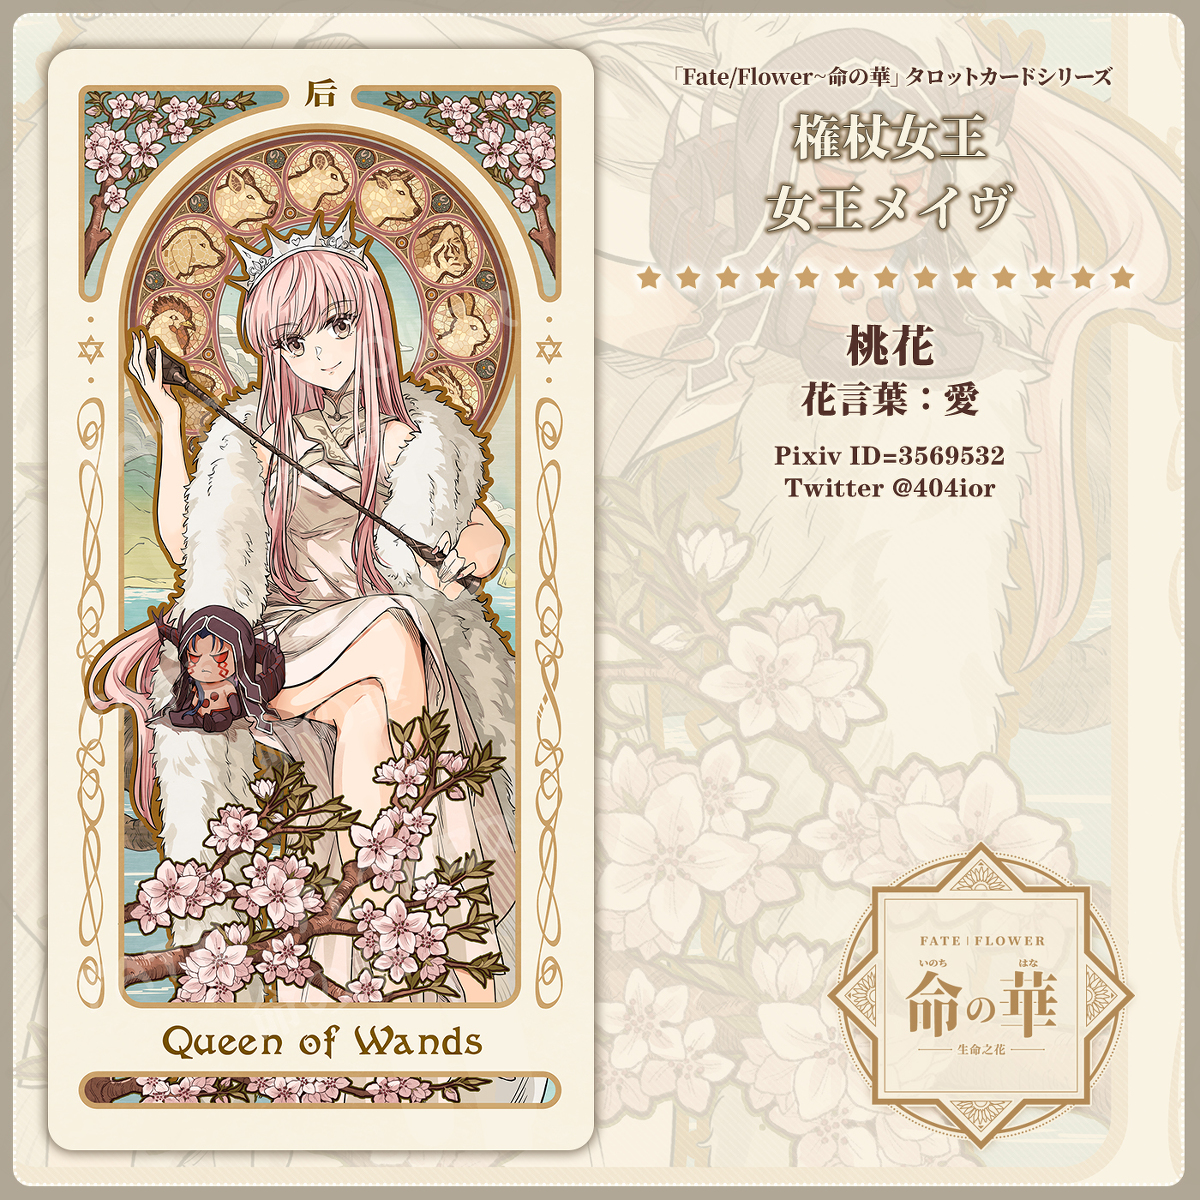 后
Queen of Wands
「Fate/Flower~命の華」タロットカードシリーズ
権杖女王
女王メイヴ
桃花
花言葉：愛
Pixiv ID=3569532
Twitter @404ior
FATE | FLOWER
いのち はな
命の華
生命之花